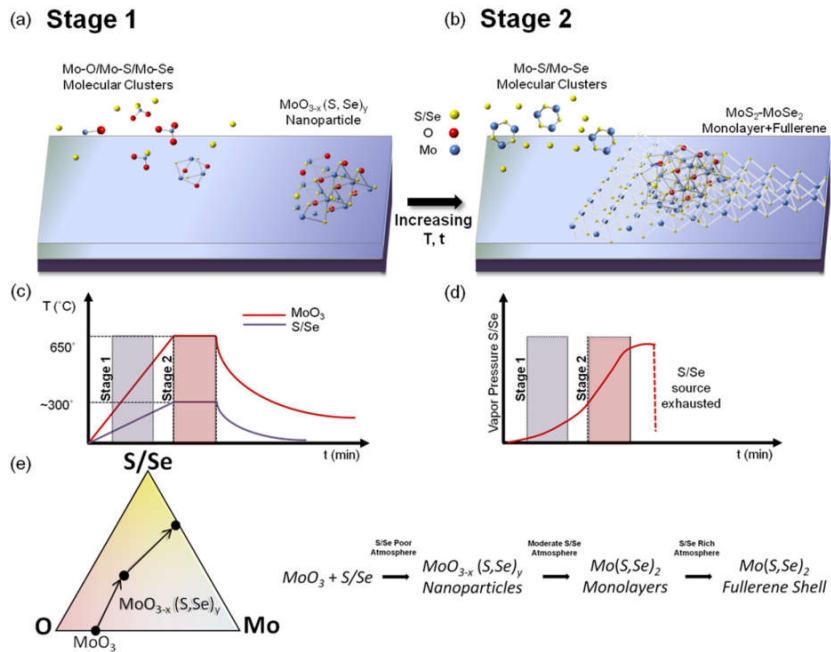 (a) Stage 1
Mo-O/Mo-S/Mo-Se
Molecular Clusters
MoO₃₋ₓ (S, Se)ᵧ
Nanoparticle
(b) Stage 2
Mo-S/Mo-Se
Molecular Clusters
S/Se
O
Mo
MoS₂-MoSe₂
Monolayer+Fullerene
Increasing
T, t
(c)
T (°C)
650°
~300°
Stage 1
Stage 2
MoO₃
S/Se
t (min)
(d)
Vapor Pressure S/Se
Stage 1
Stage 2
S/Se
source
exhausted
t (min)
(e)
S/Se
O
Mo
MoO₃
MoO₃₋ₓ (S,Se)ᵧ
MoO₃ + S/Se
S/Se Poor
Atmosphere
MoO₃₋ₓ (S,Se)ᵧ
Nanoparticles
Moderate S/Se
Atmosphere
Mo(S,Se)₂
Monolayers
S/Se Rich
Atmosphere
Mo(S,Se)₂
Fullerene Shell